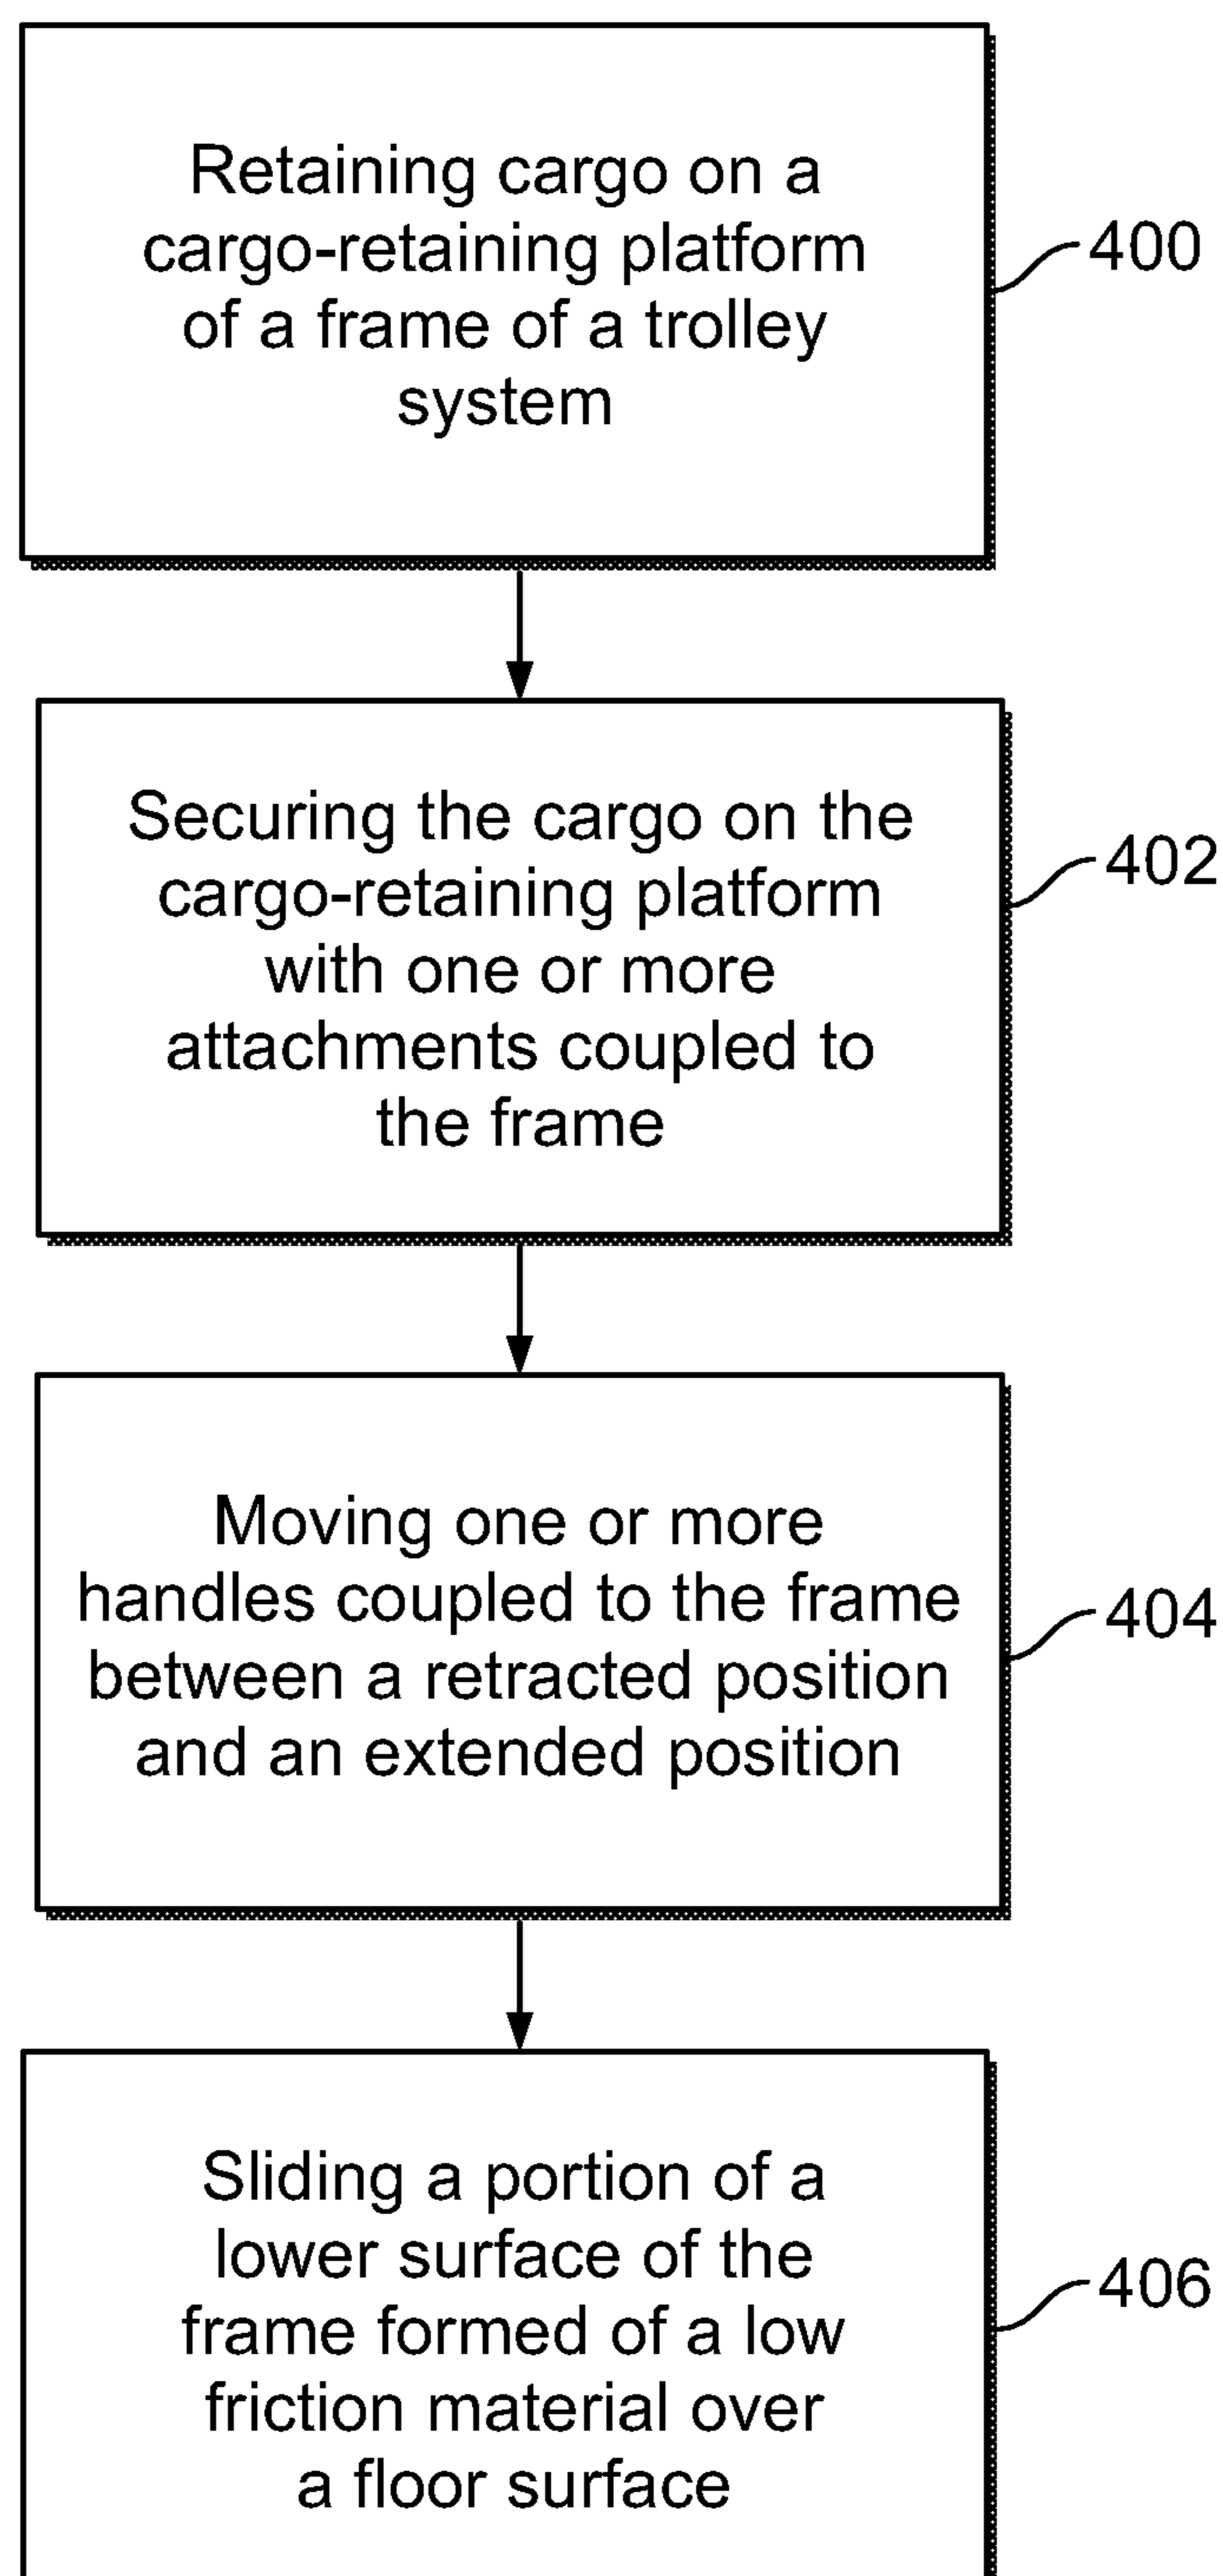 Retaining cargo on a
cargo-retaining platform
of a frame of a trolley
system
400
Securing the cargo on the
cargo-retaining platform
with one or more
attachments coupled to
the frame
402
Moving one or more
handles coupled to the frame
between a retracted position
and an extended position
404
Sliding a portion of a
lower surface of the
frame formed of a low
friction material over
a floor surface
406